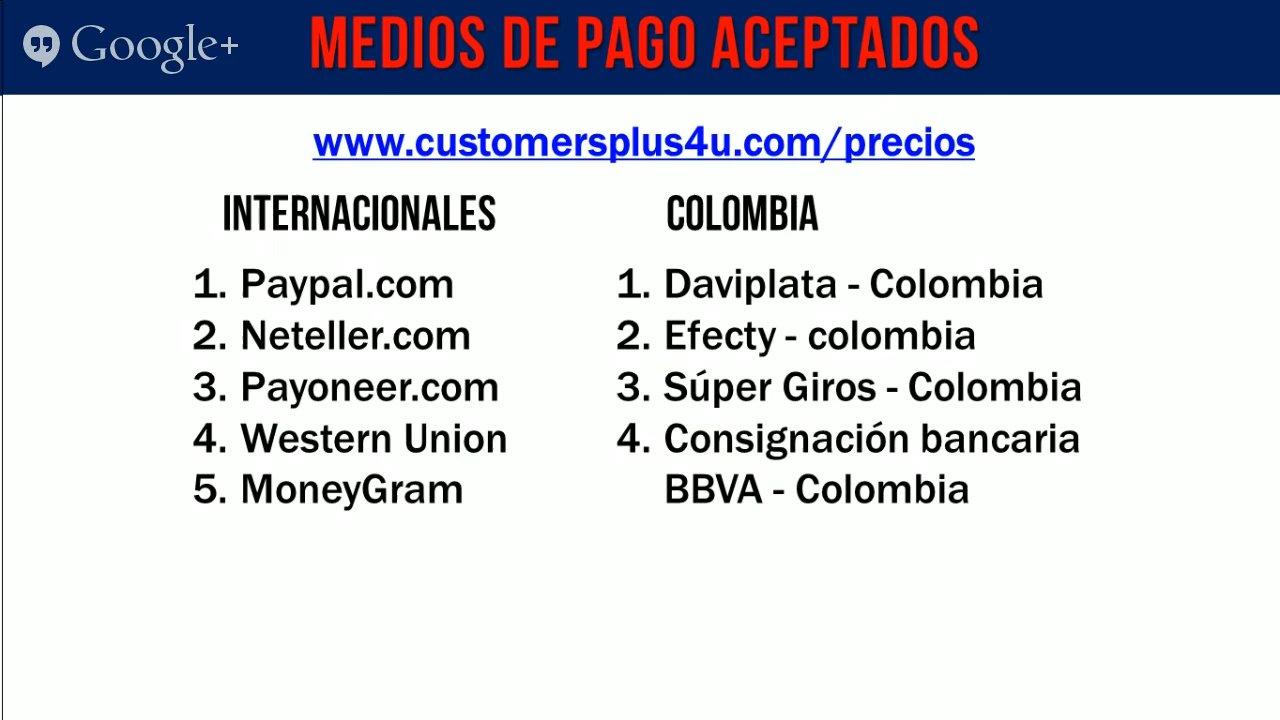 Google+
MEDIOS DE PAGO ACEPTADOS
www.customersplus4u.com/precios
INTERNACIONALES
1. Paypal.com
2. Neteller.com
3. Payoneer.com
4. Western Union
5. MoneyGram
COLOMBIA
1. Daviplata - Colombia
2. Efecty - colombia
3. Súper Giros - Colombia
4. Consignación bancaria
BBVA - Colombia